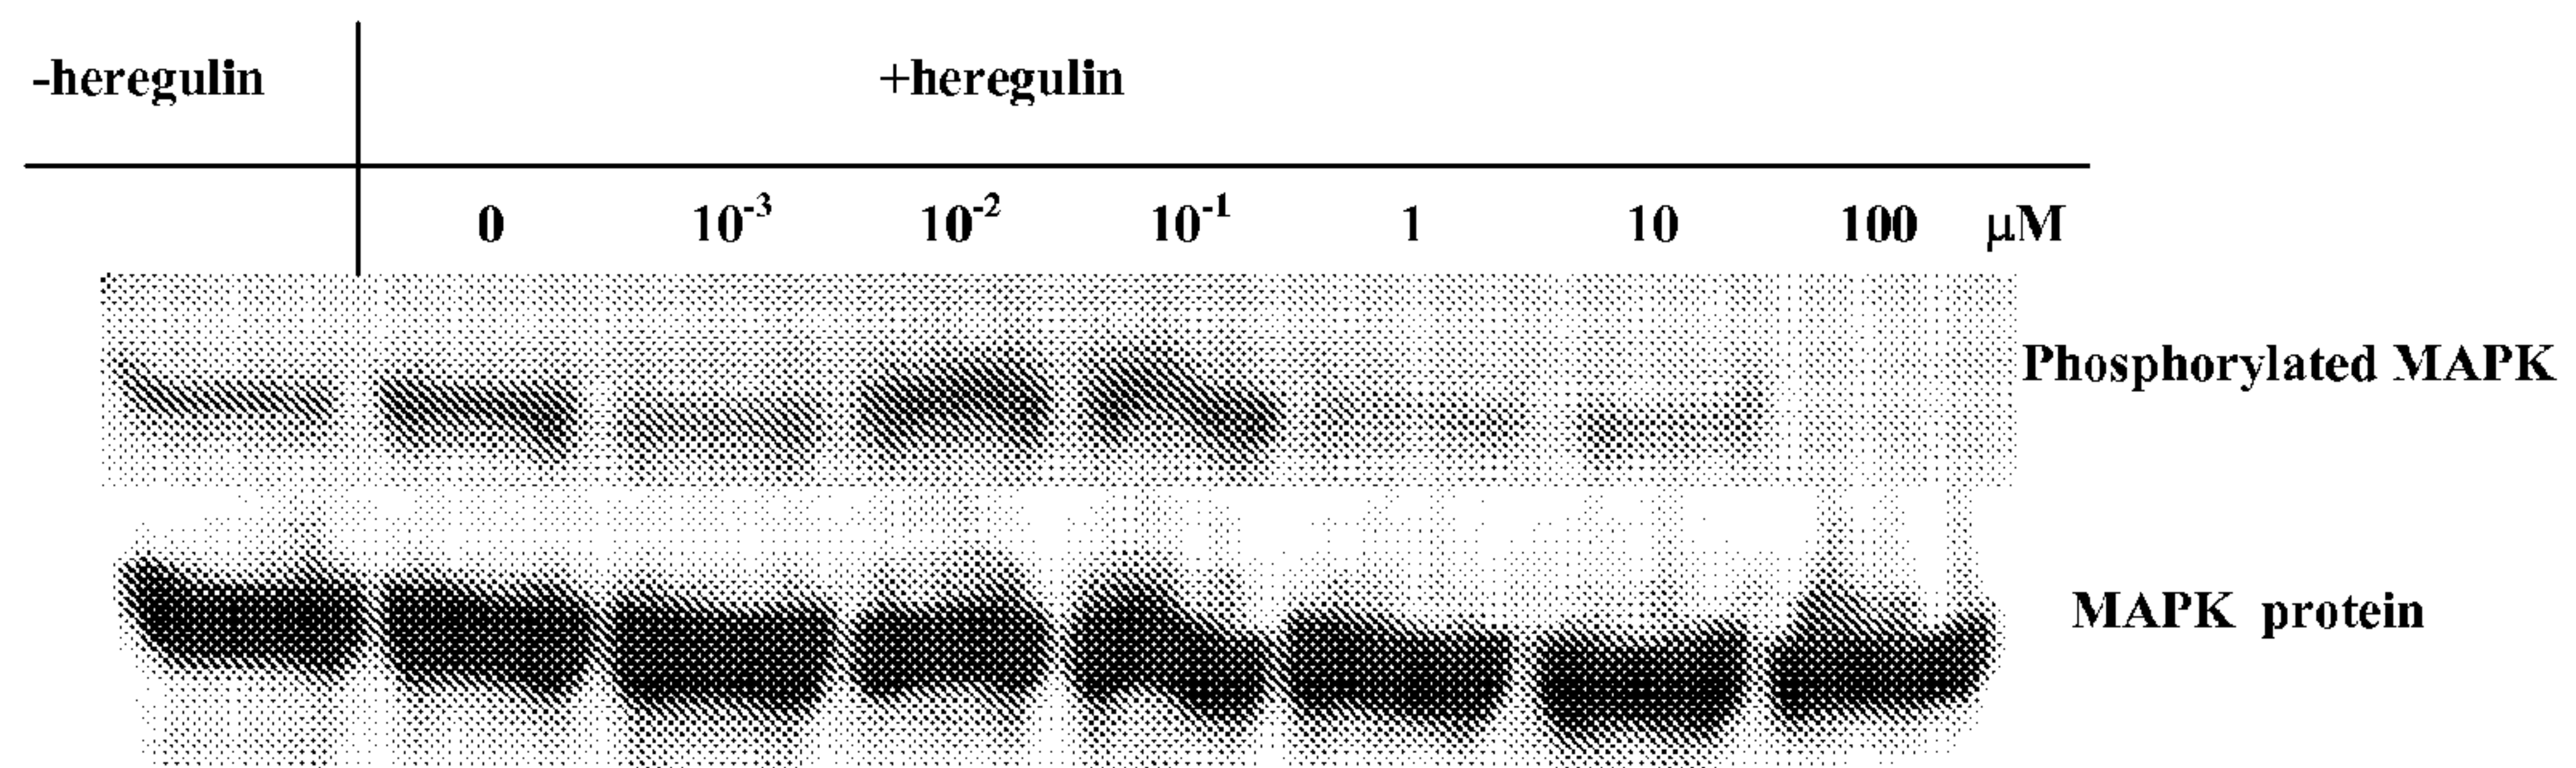 -heregulin +heregulin
0 10⁻³ 10⁻² 10⁻¹ 1 10 100 μM
Phosphorylated MAPK
MAPK protein